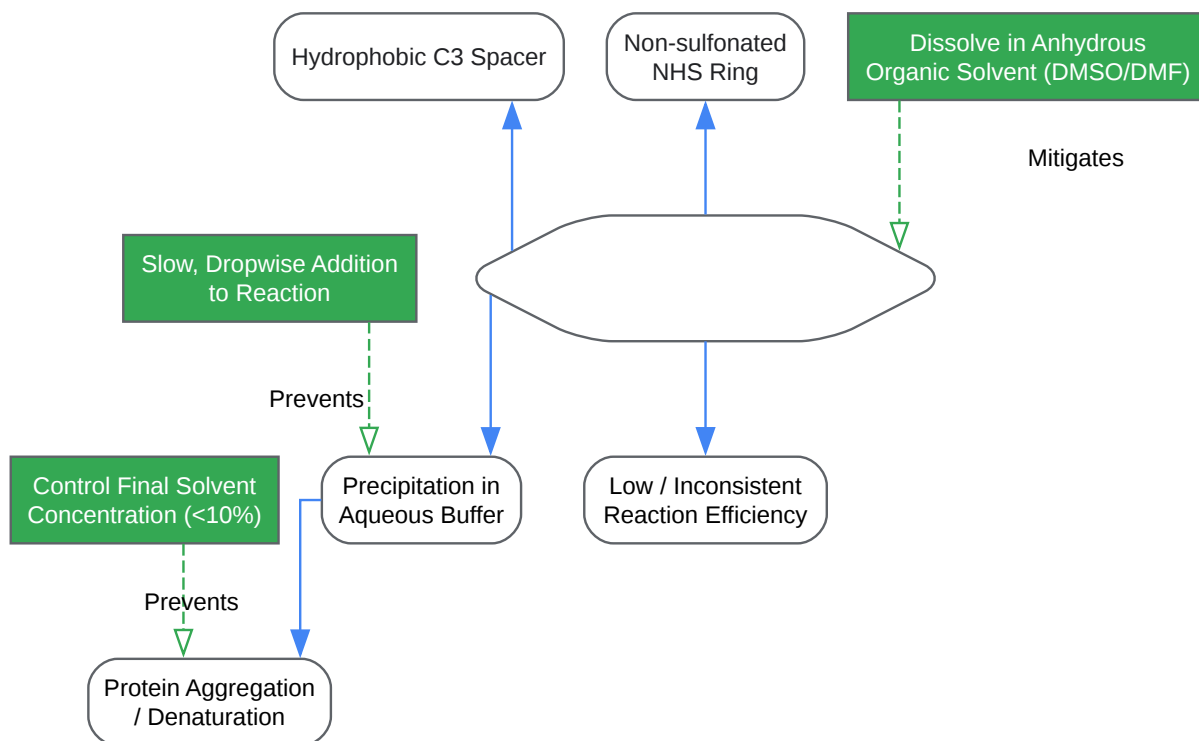 Hydrophobic C3 Spacer
Non-sulfonated
NHS Ring
Dissolve in Anhydrous
Organic Solvent (DMSO/DMF)
Mitigates
Slow, Dropwise Addition
to Reaction
Prevents
Control Final Solvent
Concentration (<10%)
Precipitation in
Aqueous Buffer
Low / Inconsistent
Reaction Efficiency
Prevents
Protein Aggregation
/ Denaturation